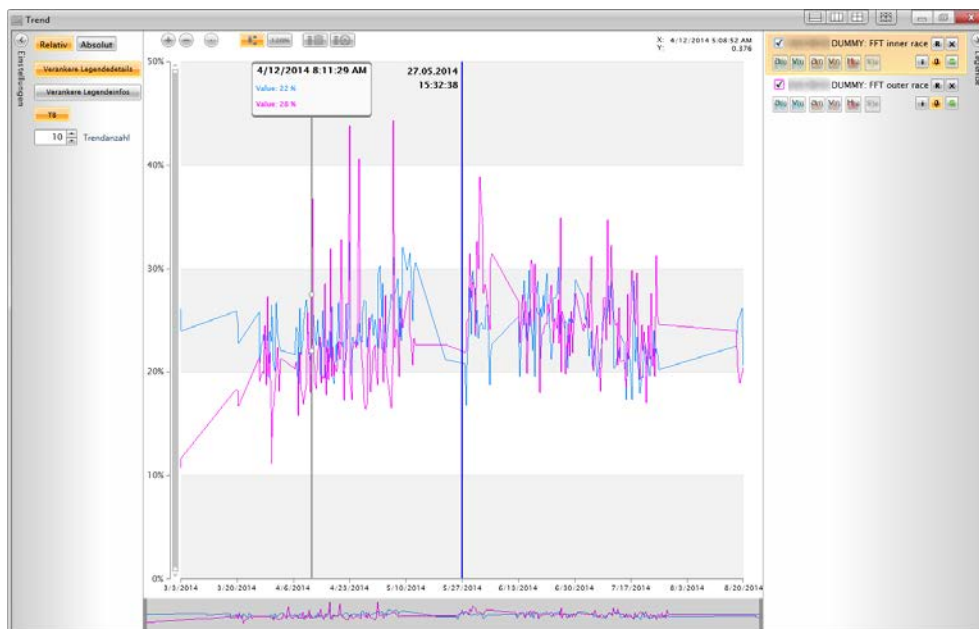 Trend
Einstellungen
Relativ Absolut
Verankere Legendedetails
Verankere Legendeinfos
10 Trendanzahl
X: 4/12/2014 5:08:52 AM
Y: 0.376
4/12/2014 8:11:29 AM
Value: 22 %
Value: 28 %
27.05.2014
15:32:38
50%
40%
30%
20%
10%
0%
3/3/2014 3/20/2014 4/6/2014 4/23/2014 5/10/2014 5/27/2014 6/13/2014 6/30/2014 7/17/2014 8/3/2014 8/20/2014
DUMMY: FFT inner race R X
DUMMY: FFT outer race R X